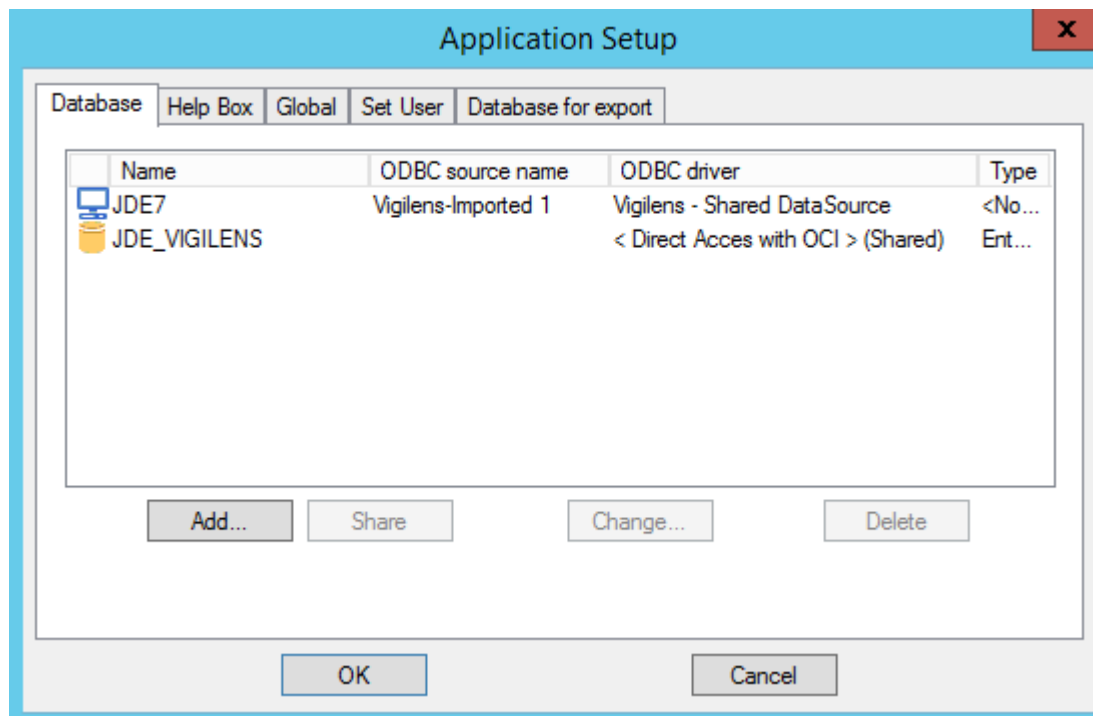 Application Setup
x
Database Help Box Global Set User Database for export
Name ODBC source name ODBC driver Type
JDE7 Vigilens-Imported 1 Vigilens - Shared DataSource <No...
JDE_VIGILENS < Direct Acces with OCI > (Shared) Ent...
Add... Share Change... Delete
OK Cancel